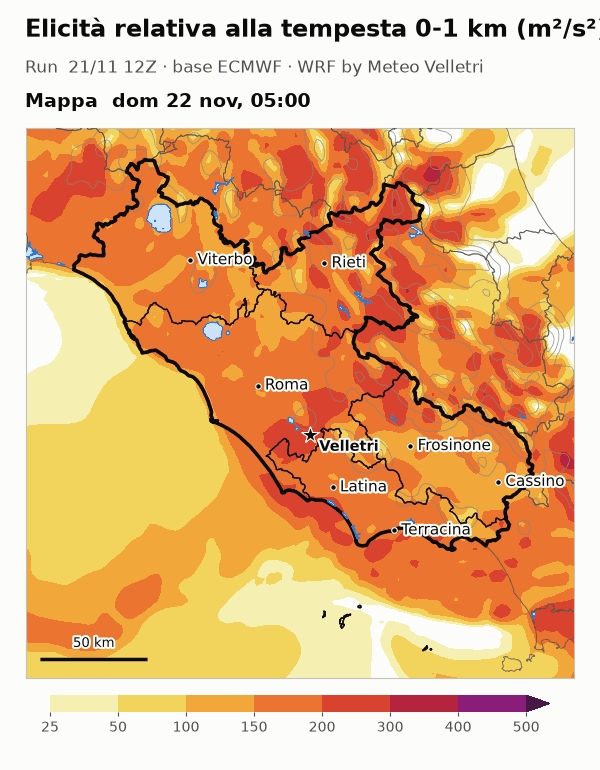 Elicità relativa alla tempesta 0-1 km (m²/s²)
Run 21/11 12Z · base ECMWF · WRF by Meteo Velletri
Mappa dom 22 nov, 05:00
Viterbo
Rieti
Roma
Velletri
Frosinone
Cassino
Latina
Terracina
50 km
25 50 100 150 200 300 400 500